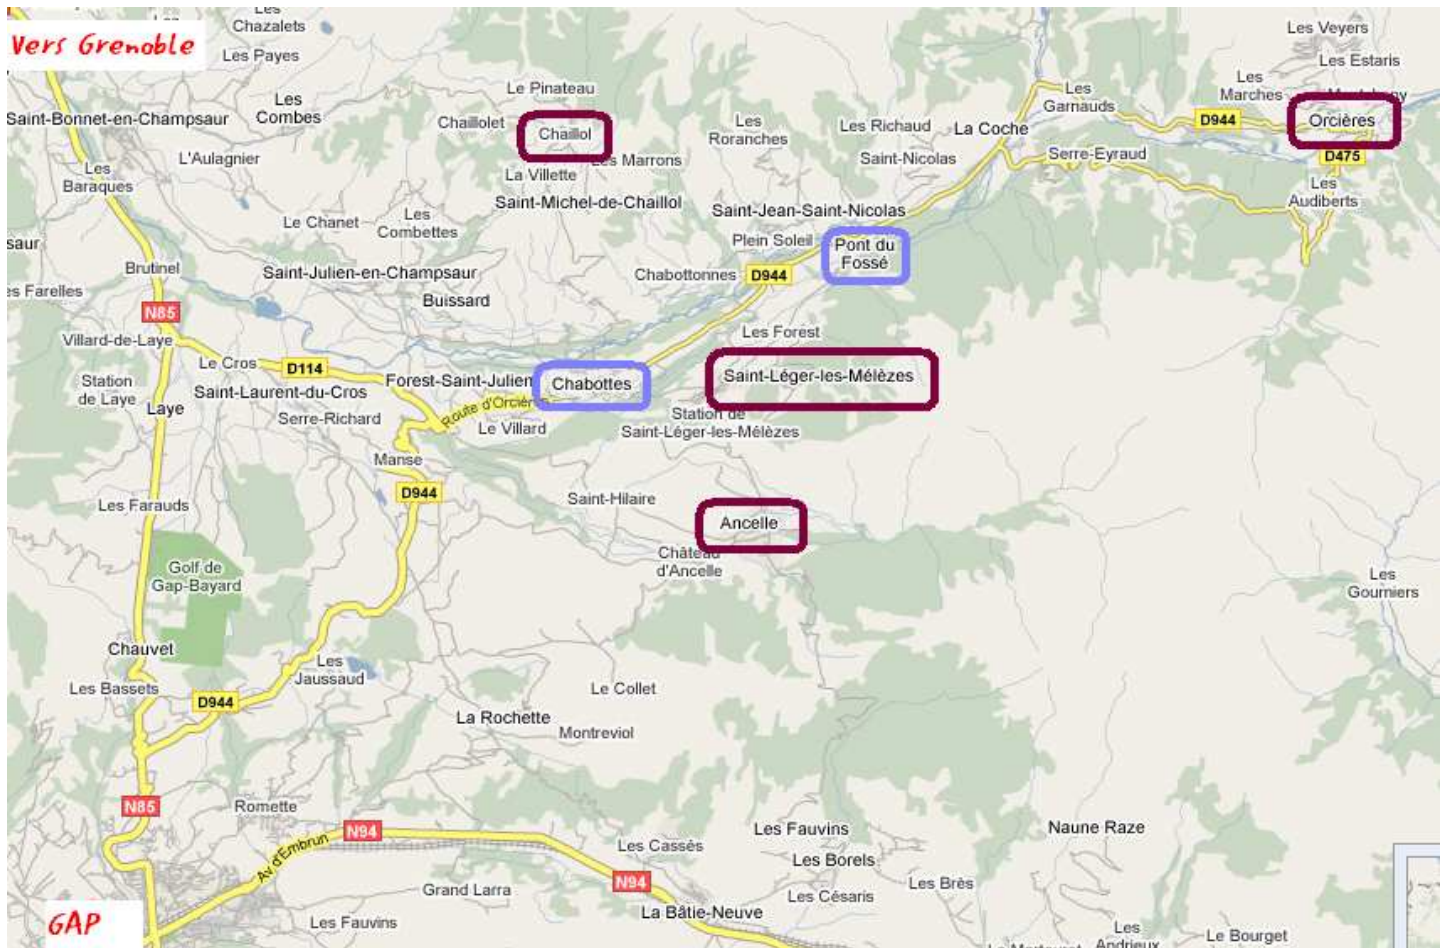 Les
Chazalets
Vers Grenoble
Les Payes
Les Veyers
Les Estaris
Le Pinateau
Les
Combes
Les
Marches
Les
Garnauds
Saint-Bonnet-en-Champsaur
Chaillolet
Chaillol
Les
Roranches
Les Richaud
La Coche
D944
Orcières
L'Aulagnier
Les Marrons
Saint-Nicolas
Serre-Eyraud
D475
Les
Baraques
La Villette
Saint-Michel-de-Chaillol
Les
Audiberts
Le Chanet
Les
Combettes
Saint-Jean-Saint-Nicolas
saur
Plein Soleil
Pont du
Fossé
Brutinel
Saint-Julien-en-Champsaur
Chabottonnes
D944
es Farelles
Buissard
N85
Villard-de-Laye
Les Forest
Le Cros
D114
Station
de Laye
Laye
Saint-Laurent-du-Cros
Forest-Saint-Julien
Chabottes
Saint-Léger-les-Mélèzes
Serre-Richard
Route d'Orcières
Le Villard
Station de
Saint-Léger-les-Mélèzes
Manse
D944
Les Farauds
Saint-Hilaire
Ancelle
Château
d'Ancelle
Golf de
Gap-Bayard
Les
Gourniers
Chauvet
Les
Jaussaud
Les Bassets
D944
Le Collet
La Rochette
Montreviol
N85
Romette
N94
Av d'Embrun
Les Fauvins
Naune Raze
Les Cassés
Les Borels
N94
Grand Larra
Les Césaris
Les Brès
GAP
Les Fauvins
La Bâtie-Neuve
Les
Andrieux
Le Bourget